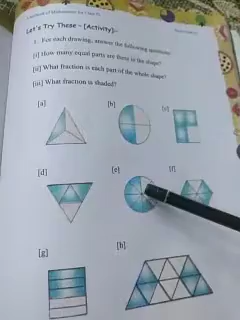 Let's Try These – [Activity]:-
1. For each drawing, answer the following questions:
[i] How many equal parts are there in the shape?
[ii] What fraction is each part of the whole shape?
[iii] What fraction is shaded?
[a] [b] [c]
[d] [e] [f]
[g] [h]